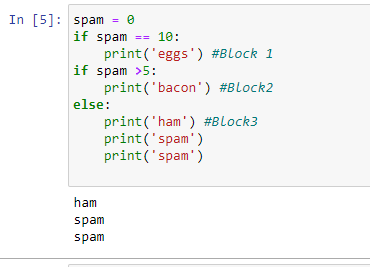 In [5]: spam = 0
if spam == 10:
    print('eggs') #Block 1
if spam >5:
    print('bacon') #Block2
else:
    print('ham') #Block3
    print('spam')
    print('spam')
ham
spam
spam